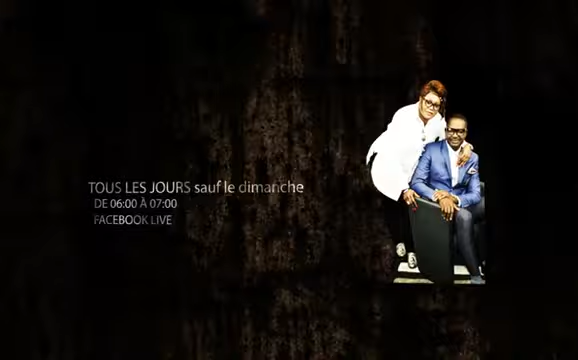 TOUS LES JOURS sauf le dimanche
DE 06:00 À 07:00
FACEBOOK LIVE